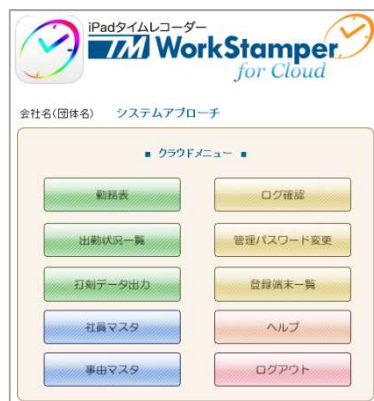 iPadタイムレコーダー
TM WorkStamper
for Cloud
会社名(団体名) システムアプローチ
■ クラウドメニュー ■
勤務表 ログ確認
出勤状況一覧 管理パスワード変更
打刻データ出力 登録端末一覧
社員マスタ ヘルプ
事由マスタ ログアウト